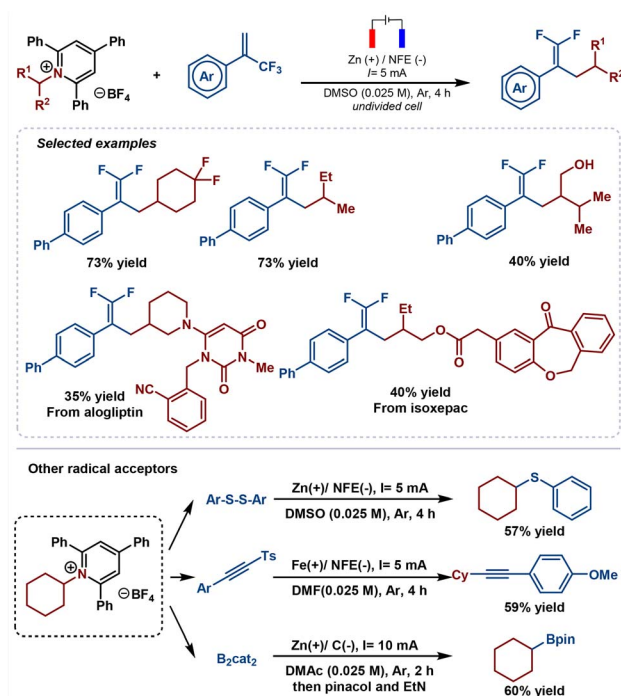 Ph
Ph
N
+
R¹
R²
Ph
⊖BF₄
+
Ar
CF₃
Zn (+)/ NFE (-)
I= 5 mA
DMSO (0.025 M), Ar, 4 h
undivided cell
F F
R¹
R²
Ar
Selected examples
F F
F
F
Ph
73% yield
F F Et
Me
Ph
73% yield
F F
OH
Me
Me
Ph
40% yield
F F
N
O
N
N
Me
O
NC
Ph
35% yield
From alogliptin
F F Et
O
O
O
O
Ph
40% yield
From isoxepac
Other radical acceptors
Ph
Ph
N
+
Ph
⊖BF₄
Ar-S-S-Ar
Zn(+)/ NFE(-), I= 5 mA
DMSO (0.025 M), Ar, 4 h
S
57% yield
Ts
Ar
Fe(+)/ NFE(-), I= 5 mA
DMF(0.025 M), Ar, 4 h
Cy
OMe
59% yield
B₂cat₂
Zn(+)/ C(-), I= 10 mA
DMAc (0.025 M), Ar, 2 h
then pinacol and EtN
Bpin
60% yield